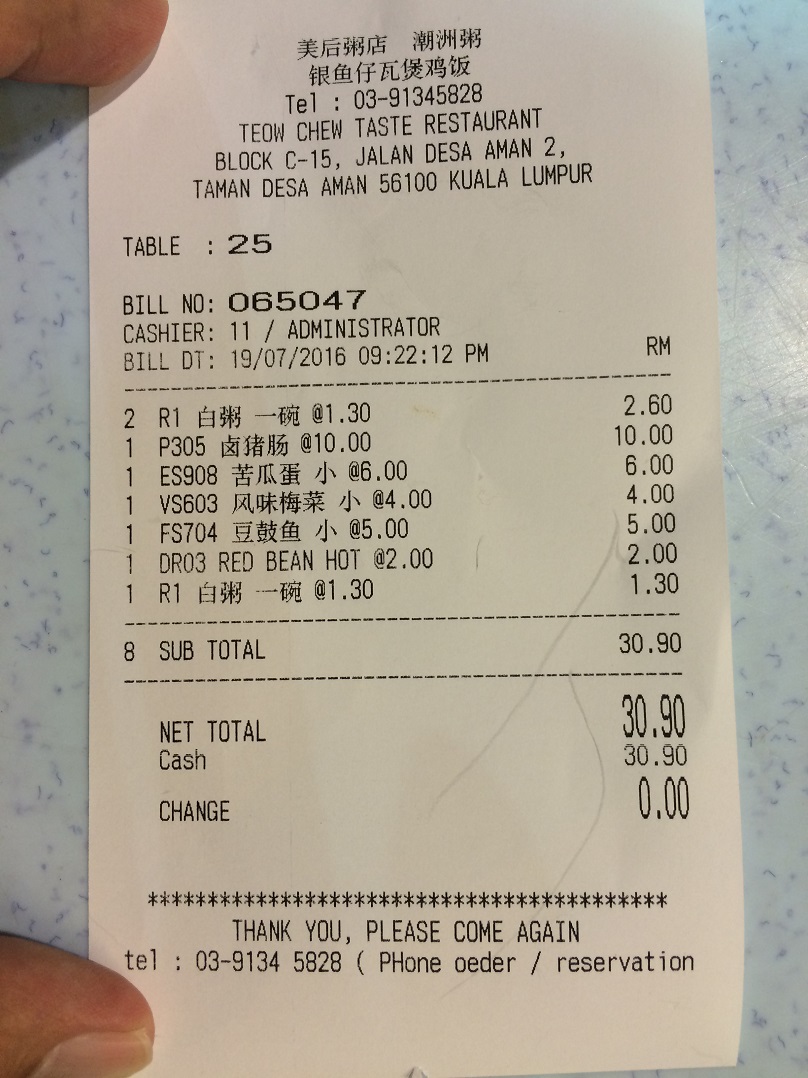 美后粥店 潮洲粥
银鱼仔瓦煲鸡饭
Tel : 03-91345828
TEOW CHEW TASTE RESTAURANT
BLOCK C-15, JALAN DESA AMAN 2,
TAMAN DESA AMAN 56100 KUALA LUMPUR
TABLE : 25
BILL NO: 065047
CASHIER: 11 / ADMINISTRATOR
BILL DT: 19/07/2016 09:22:12 PM RM
2 R1 白粥 一碗 @1.30 2.60
1 P305 卤猪肠 @10.00 10.00
1 ES908 苦瓜蛋 小 @6.00 6.00
1 VS603 风味梅菜 小 @4.00 4.00
1 FS704 豆鼓鱼 小 @5.00 5.00
1 DR03 RED BEAN HOT @2.00 2.00
1 R1 白粥 一碗 @1.30 1.30
8 SUB TOTAL 30.90
NET TOTAL 30.90
Cash 30.90
CHANGE 0.00
********************************************
THANK YOU, PLEASE COME AGAIN
tel : 03-9134 5828 ( PHone oeder / reservation